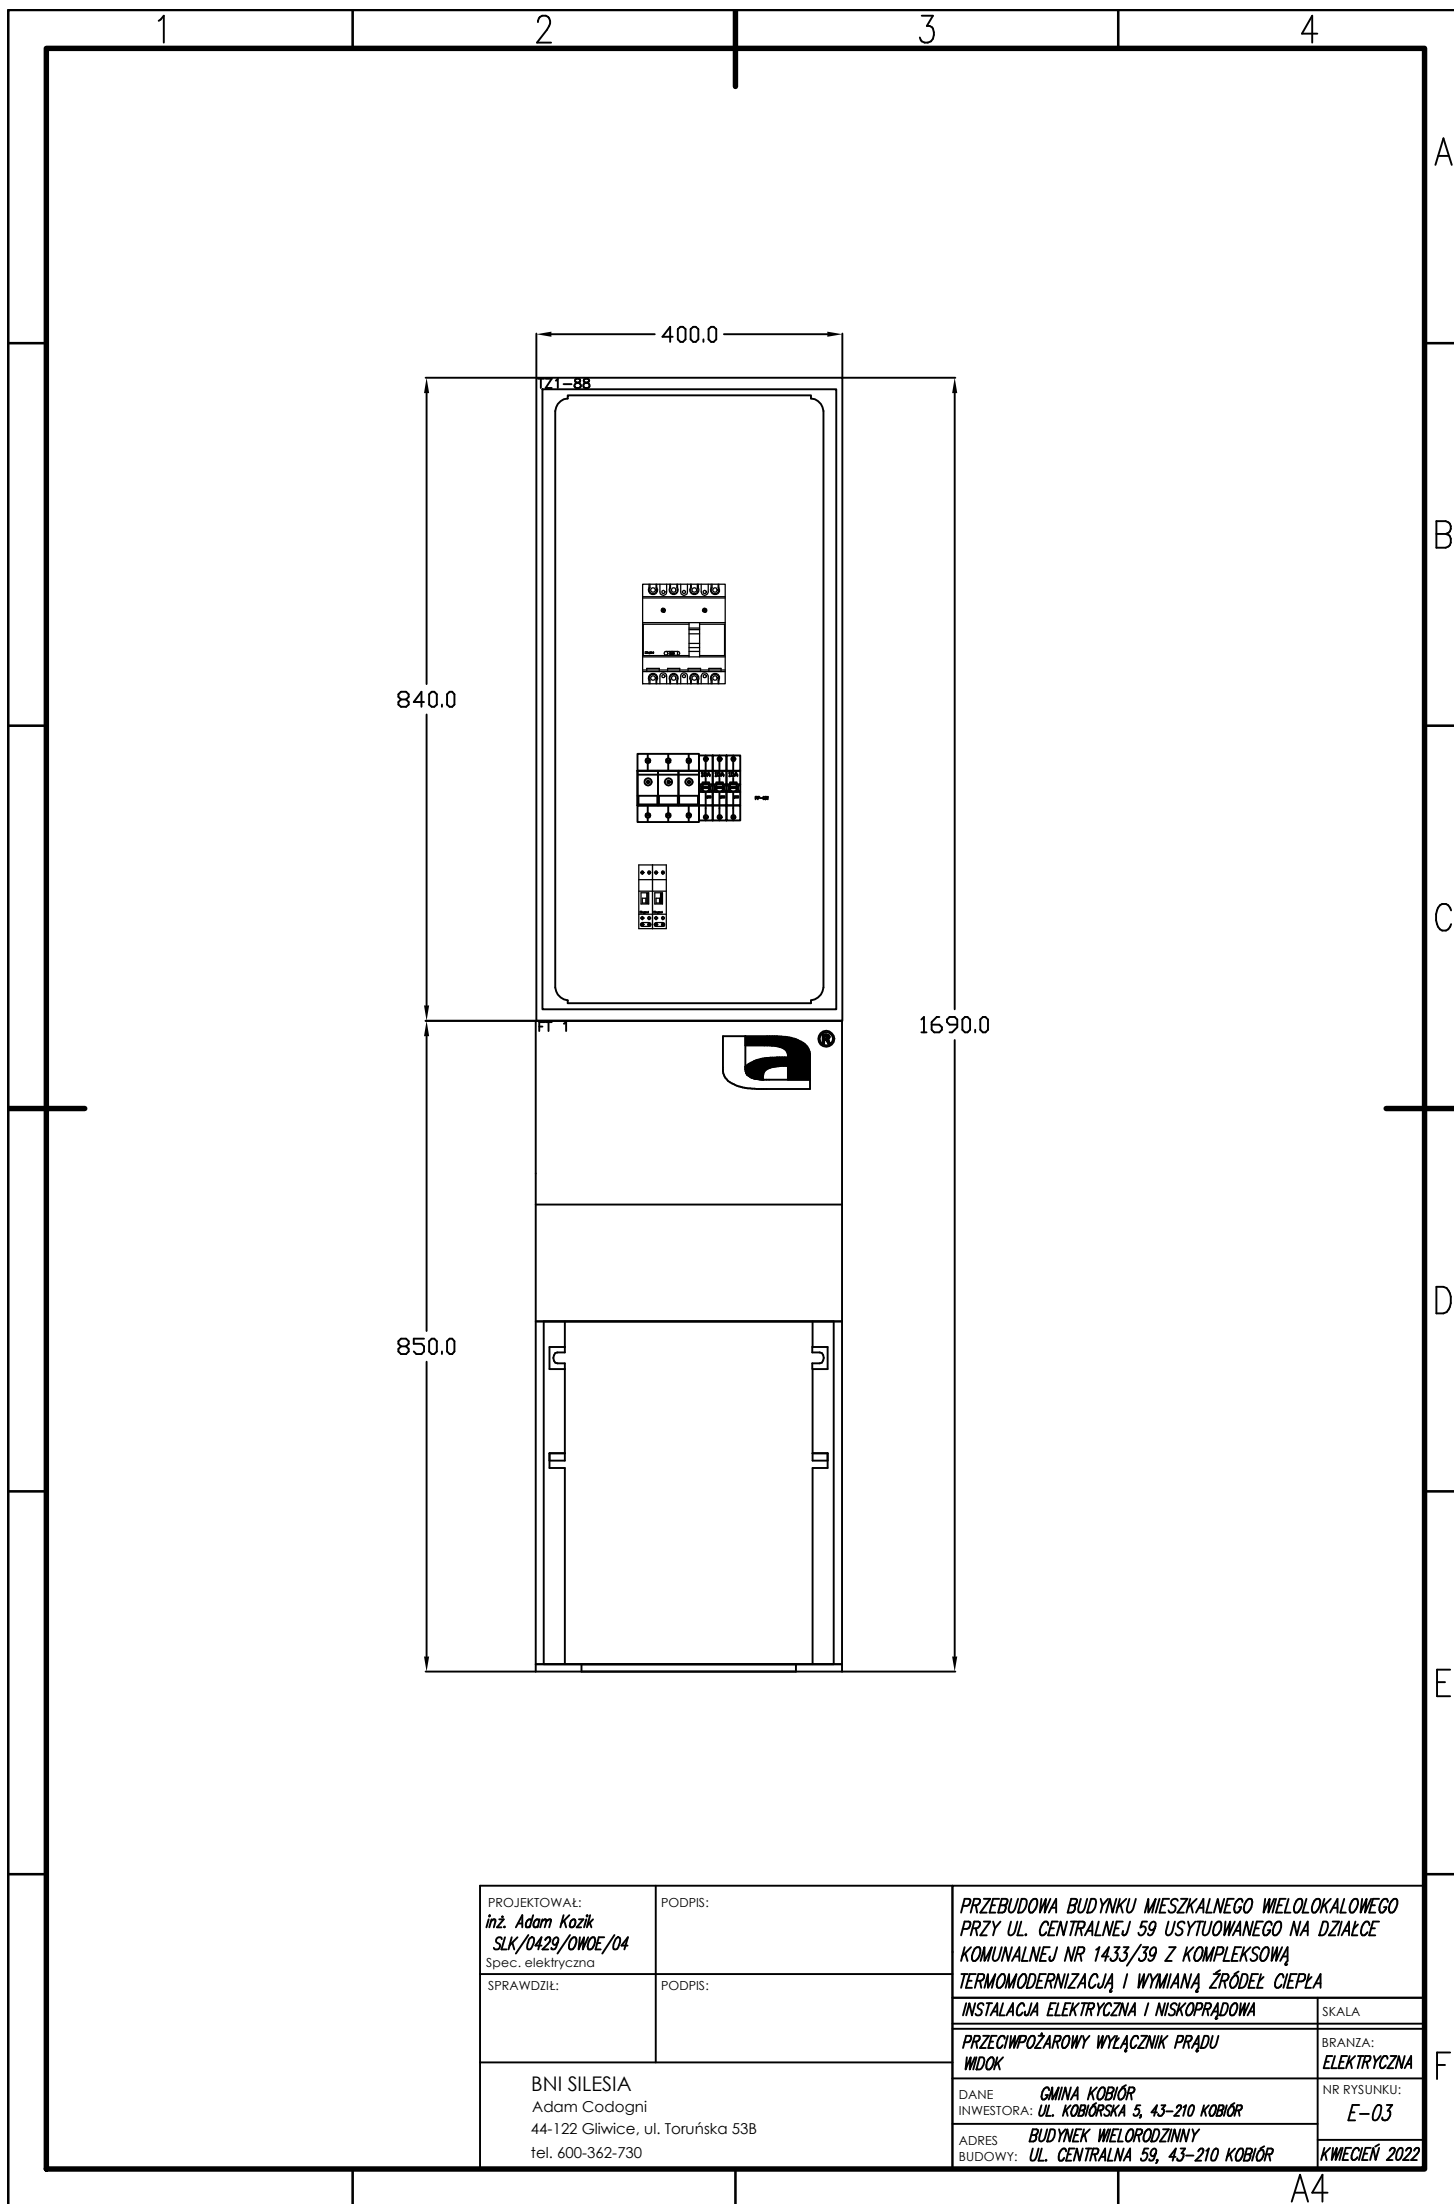 1 2 3 4
A
B
C
D
E
F
400.0
TZ1-88
840.0
1690.0
FT 1
a ®
850.0
PROJEKTOWAŁ:
inż. Adam Kozik
SLK/0429/OWOE/04
Spec. elektryczna
PODPIS:
SPRAWDZIŁ:
PODPIS:
BNI SILESIA
Adam Codogni
44-122 Gliwice, ul. Toruńska 53B
tel. 600-362-730
PRZEBUDOWA BUDYNKU MIESZKALNEGO WIELOLOKALOWEGO
PRZY UL. CENTRALNEJ 59 USYTUOWANEGO NA DZIAŁCE
KOMUNALNEJ NR 1433/39 Z KOMPLEKSOWĄ
TERMOMODERNIZACJĄ I WYMIANĄ ŹRÓDEŁ CIEPŁA
INSTALACJA ELEKTRYCZNA I NISKOPRĄDOWA
SKALA
PRZECIWPOŻAROWY WYŁĄCZNIK PRĄDU
WIDOK
BRANŻA:
ELEKTRYCZNA
DANE GMINA KOBIÓR
INWESTORA: UL. KOBIÓRSKA 5, 43-210 KOBIÓR
NR RYSUNKU:
E-03
ADRES BUDYNEK WIELORODZINNY
BUDOWY: UL. CENTRALNA 59, 43-210 KOBIÓR
KWIECIEŃ 2022
A4